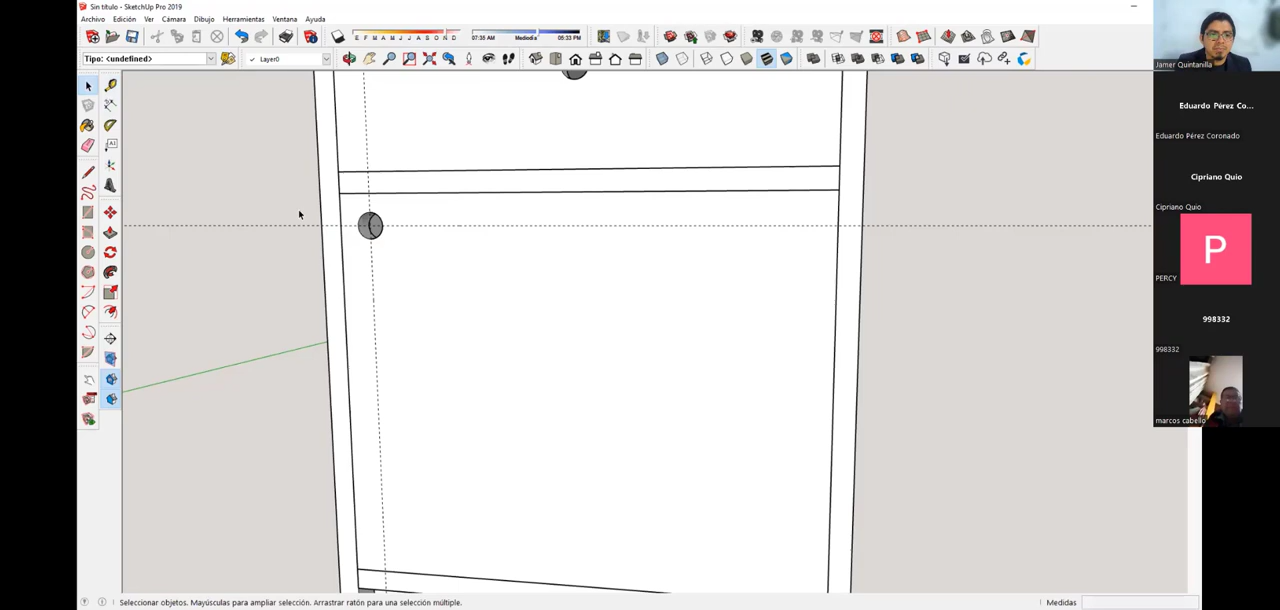 Sin título - SketchUp Pro 2019
Archivo Edición Ver Cámara Dibujo Herramientas Ventana Ayuda
E F M A M J J A S O N D
07:35 AM Mediodía 05:33 PM
Tipo: <undefined>
Layer0
Seleccionar objetos. Mayúsculas para ampliar selección. Arrastrar ratón para una selección múltiple.
Medidas
Jamer Quintanilla
Eduardo Pérez Co...
Eduardo Pérez Coronado
Cipriano Quio
Cipriano Quio
P
PERCY
998332
998332
marcos cabello